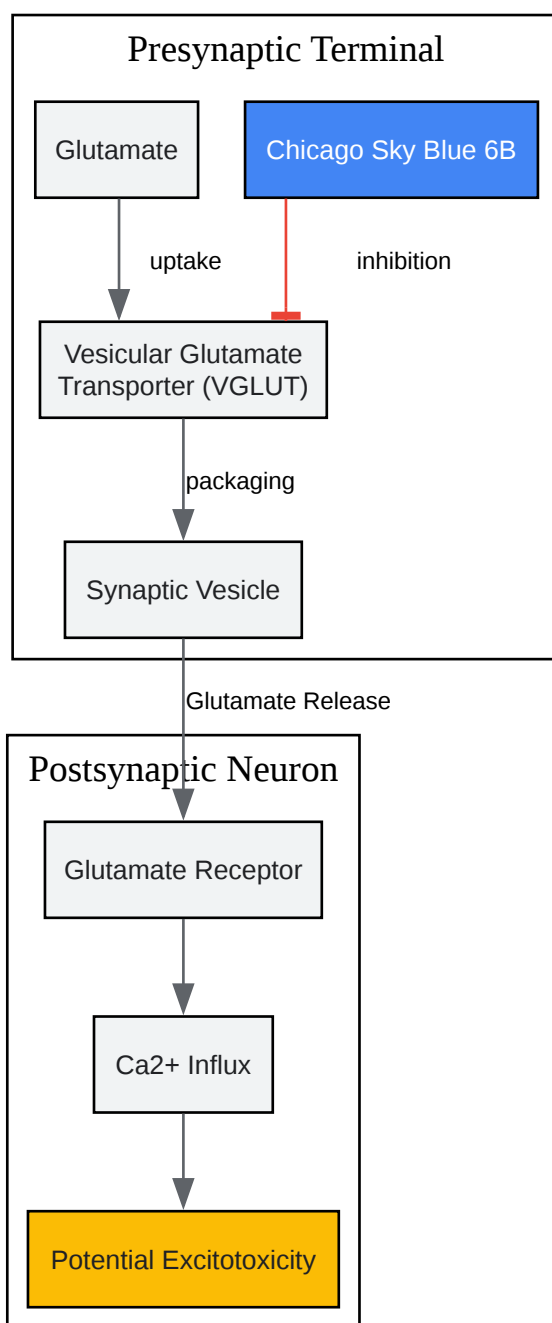 Presynaptic Terminal
Glutamate
Chicago Sky Blue 6B
uptake
inhibition
Vesicular Glutamate
Transporter (VGLUT)
packaging
Synaptic Vesicle
Glutamate Release
Postsynaptic Neuron
Glutamate Receptor
Ca2+ Influx
Potential Excitotoxicity